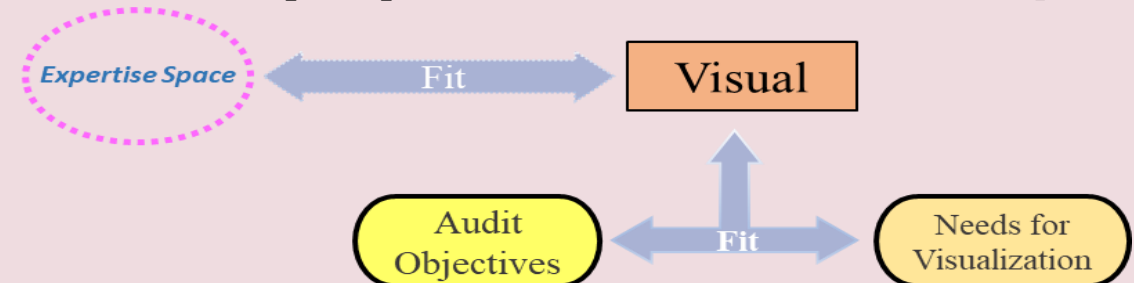 Expertise Space
Fit
Visual
Audit
Objectives
Fit
Needs for
Visualization